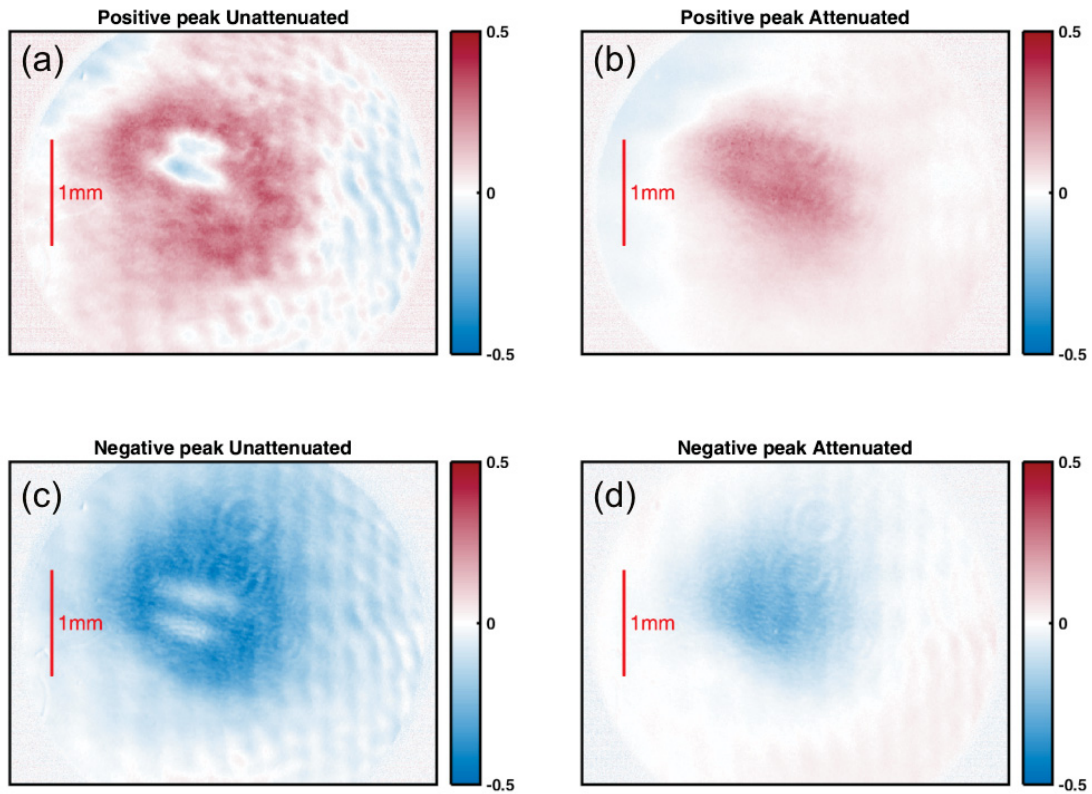 Positive peak Unattenuated
(a)
1mm
0.5
0
-0.5
Positive peak Attenuated
(b)
1mm
0.5
0
-0.5
Negative peak Unattenuated
(c)
1mm
0.5
0
-0.5
Negative peak Attenuated
(d)
1mm
0.5
0
-0.5